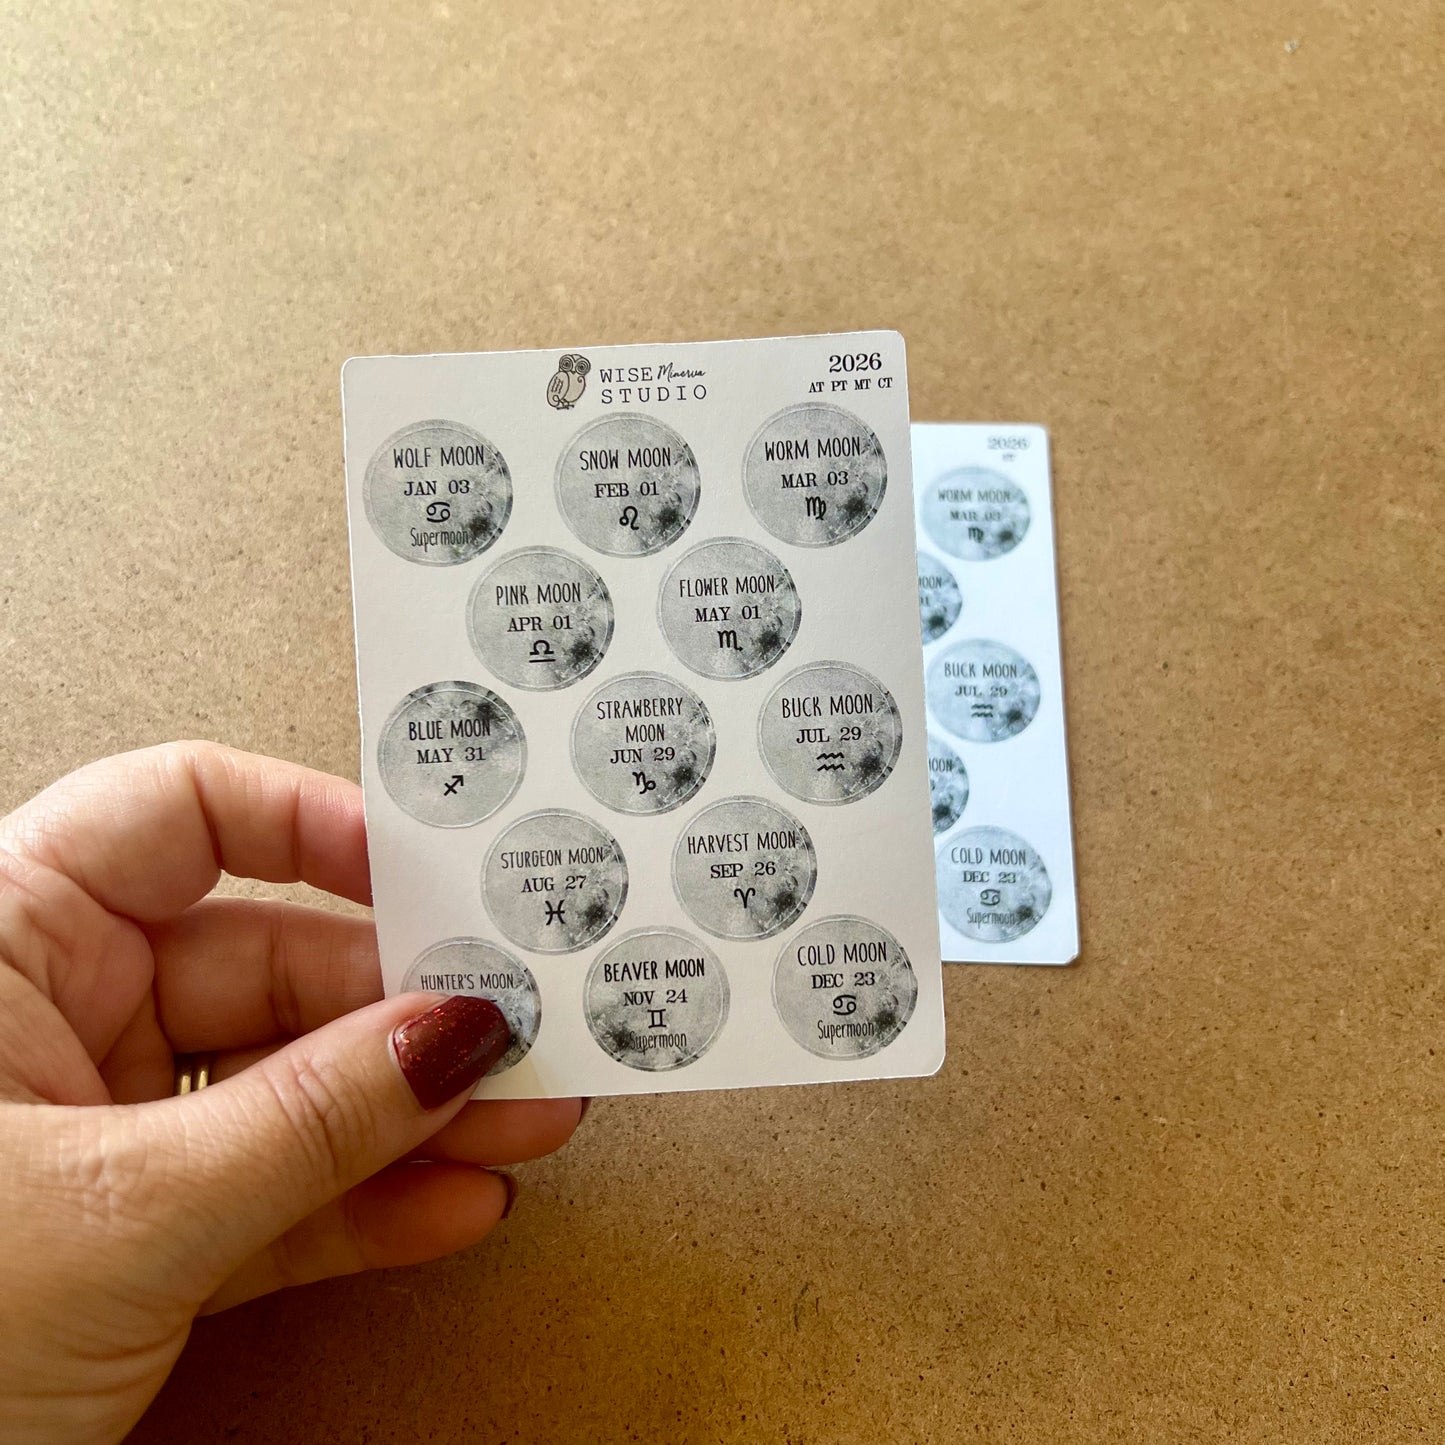 WISE Minerva
STUDIO
2026
AT PT MT CT
WOLF MOON
JAN 03
♋
Supermoon
SNOW MOON
FEB 01
♌
WORM MOON
MAR 03
♍
PINK MOON
APR 01
♎
FLOWER MOON
MAY 01
♏
BLUE MOON
MAY 31
♐
STRAWBERRY
MOON
JUN 29
♑
BUCK MOON
JUL 29
♒
STURGEON MOON
AUG 27
♓
HARVEST MOON
SEP 26
♈
HUNTER'S MOON
BEAVER MOON
NOV 24
♊
Supermoon
COLD MOON
DEC 23
♋
Supermoon
2026
WORM MOON
MAR 03
♍
BUCK MOON
JUL 29
♒
COLD MOON
DEC 23
♋
Supermoon